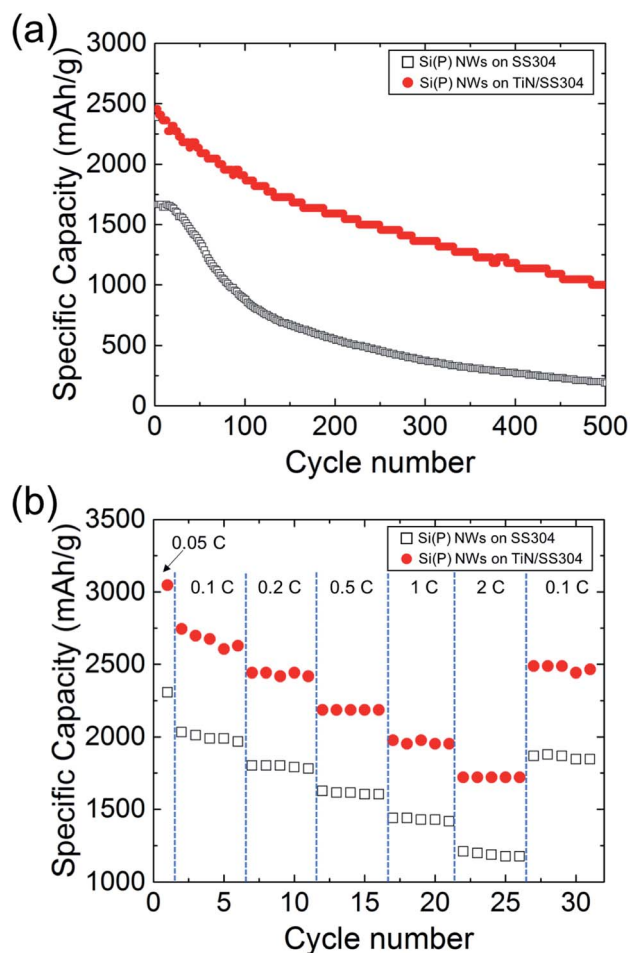 (a)
3000
2500
2000
1500
1000
500
0
Specific Capacity (mAh/g)
Si(P) NWs on SS304
Si(P) NWs on TiN/SS304
0 100 200 300 400 500
Cycle number
(b)
3500
3000
2500
2000
1500
1000
Specific Capacity (mAh/g)
Si(P) NWs on SS304
Si(P) NWs on TiN/SS304
0.05 C
0.1 C 0.2 C 0.5 C 1 C 2 C 0.1 C
0 5 10 15 20 25 30
Cycle number